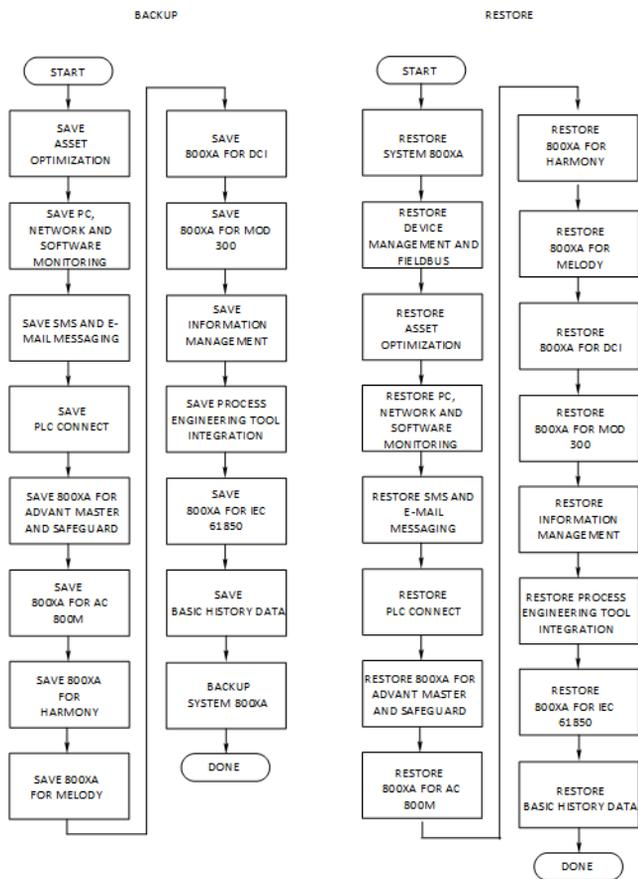 BACKUP
START
SAVE
ASSET
OPTIMIZATION
SAVE PC,
NETWORK AND
SOFTWARE
MONITORING
SAVE SMS AND E-
MAIL MESSAGING
SAVE
PLC CONNECT
SAVE 800XA FOR
ADVANT MASTER
AND SAFEGUARD
SAVE
800XA FOR AC
800M
SAVE 800XA
FOR
HARMONY
SAVE 800XA
FOR MELODY
SAVE
800XA FOR DCI
SAVE
800XA FOR MOD
300
SAVE
INFORMATION
MANAGEMENT
SAVE PROCESS
ENGINEERING TOOL
INTEGRATION
SAVE
800XA FOR IEC
61850
SAVE
BASIC HISTORY DATA
BACKUP
SYSTEM 800XA
DONE
RESTORE
START
RESTORE
SYSTEM 800XA
RESTORE
DEVICE
MANAGEMENT AND
FIELDBUS
RESTORE
ASSET
OPTIMIZATION
RESTORE PC,
NETWORK AND
SOFTWARE
MONITORING
RESTORE SMS AND
E-MAIL
MESSAGING
RESTORE
PLC CONNECT
RESTORE 800XA FOR
ADVANT MASTER
AND SAFEGUARD
RESTORE
800XA FOR AC
800M
RESTORE
800XA FOR
HARMONY
RESTORE
800XA FOR
MELODY
RESTORE
800XA FOR DCI
RESTORE
800XA FOR MOD
300
RESTORE
INFORMATION
MANAGEMENT
RESTORE PROCESS
ENGINEERING TOOL
INTEGRATION
RESTORE
800XA FOR IEC
61850
RESTORE
BASIC HISTORY DATA
DONE